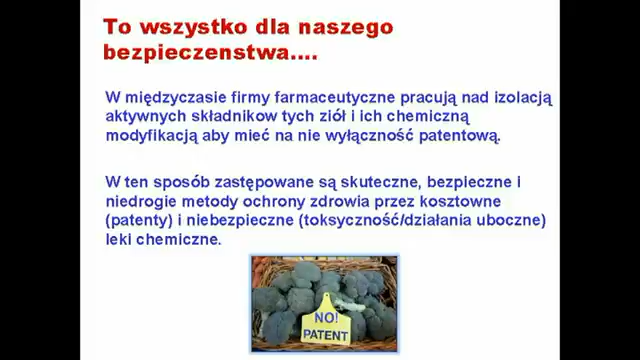 To wszystko dla naszego
bezpieczenstwa....
W międzyczasie firmy farmaceutyczne pracują nad izolacją
aktywnych składnikow tych ziół i ich chemiczną
modyfikacją aby mieć na nie wyłączność patentową.
W ten sposób zastępowane są skuteczne, bezpieczne i
niedrogie metody ochrony zdrowia przez kosztowne
(patenty) i niebezpieczne (toksyczność/działania uboczne)
leki chemiczne.
NO!
PATENT